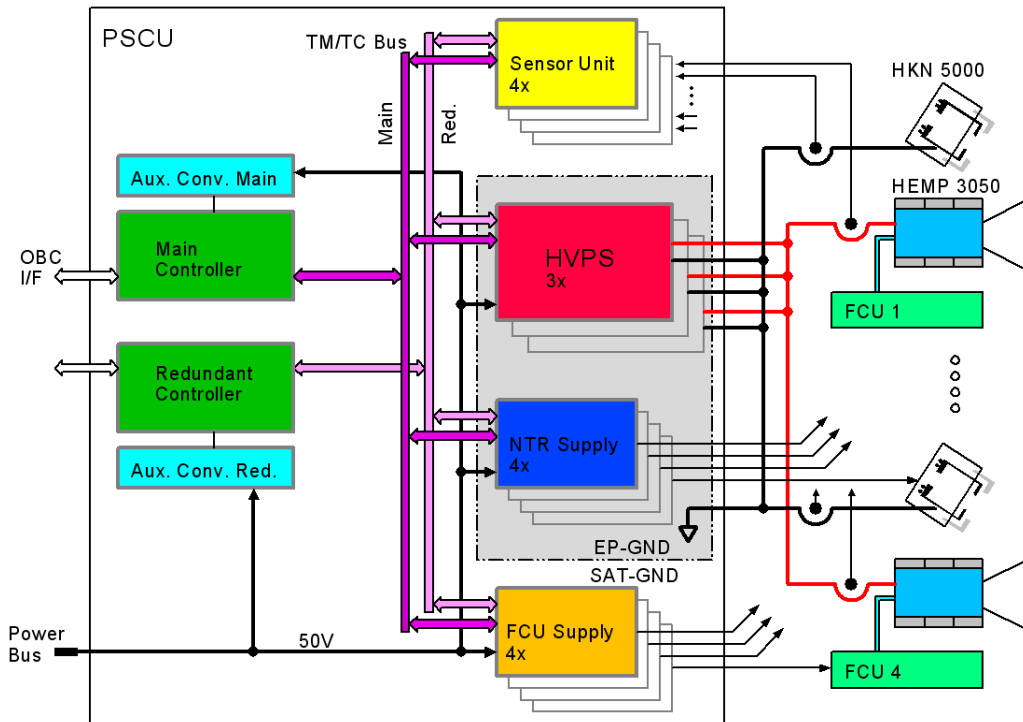 PSCU
TM/TC Bus
Main
Red.
Sensor Unit
4x
HKN 5000
Aux. Conv. Main
Main
Controller
OBC
I/F
HVPS
3x
HEMP 3050
FCU 1
Redundant
Controller
Aux. Conv. Red.
NTR Supply
4x
EP-GND
SAT-GND
FCU Supply
4x
Power
Bus
50V
FCU 4